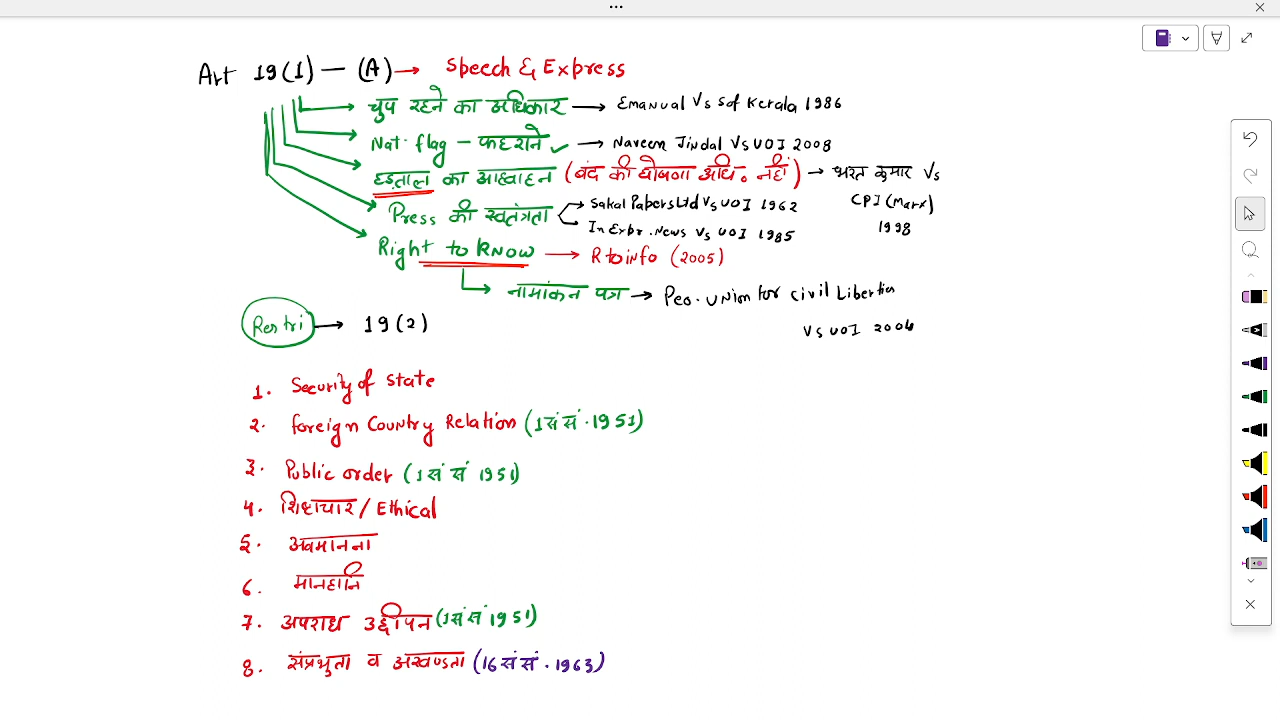 Art 19(1) — (A) → Speech & Express
चुप रहने का अधिकार → Emanual Vs S of Kerala 1986
Nat. flag – फहराने ✓ → Naveen Jindal Vs UOI 2008
हड़ताल का आह्वाहन (बंद की घोषणा अधि० नहीं) → भरत कुमार Vs
CPI (Marx)
1998
Press की स्वतंत्रता
Sakal Papers Ltd Vs UOI 1962
In Expr. News Vs UOI 1985
Right to Know → R to info (2005)
नामांकन पत्र → Peo. Union for civil Liberties
Vs UOI 2004
Restri → 19(2)
1. Security of State
2. Foreign Country Relation (1 सं सं. 1951)
3. Public order (1 सं सं 1951)
4. शिष्टाचार / Ethical
5. अवमानना
6. मानहानि
7. अपराध उद्दीपन (1 सं सं 1951)
8. संप्रभुता व अखण्डता (16 सं सं. 1963)